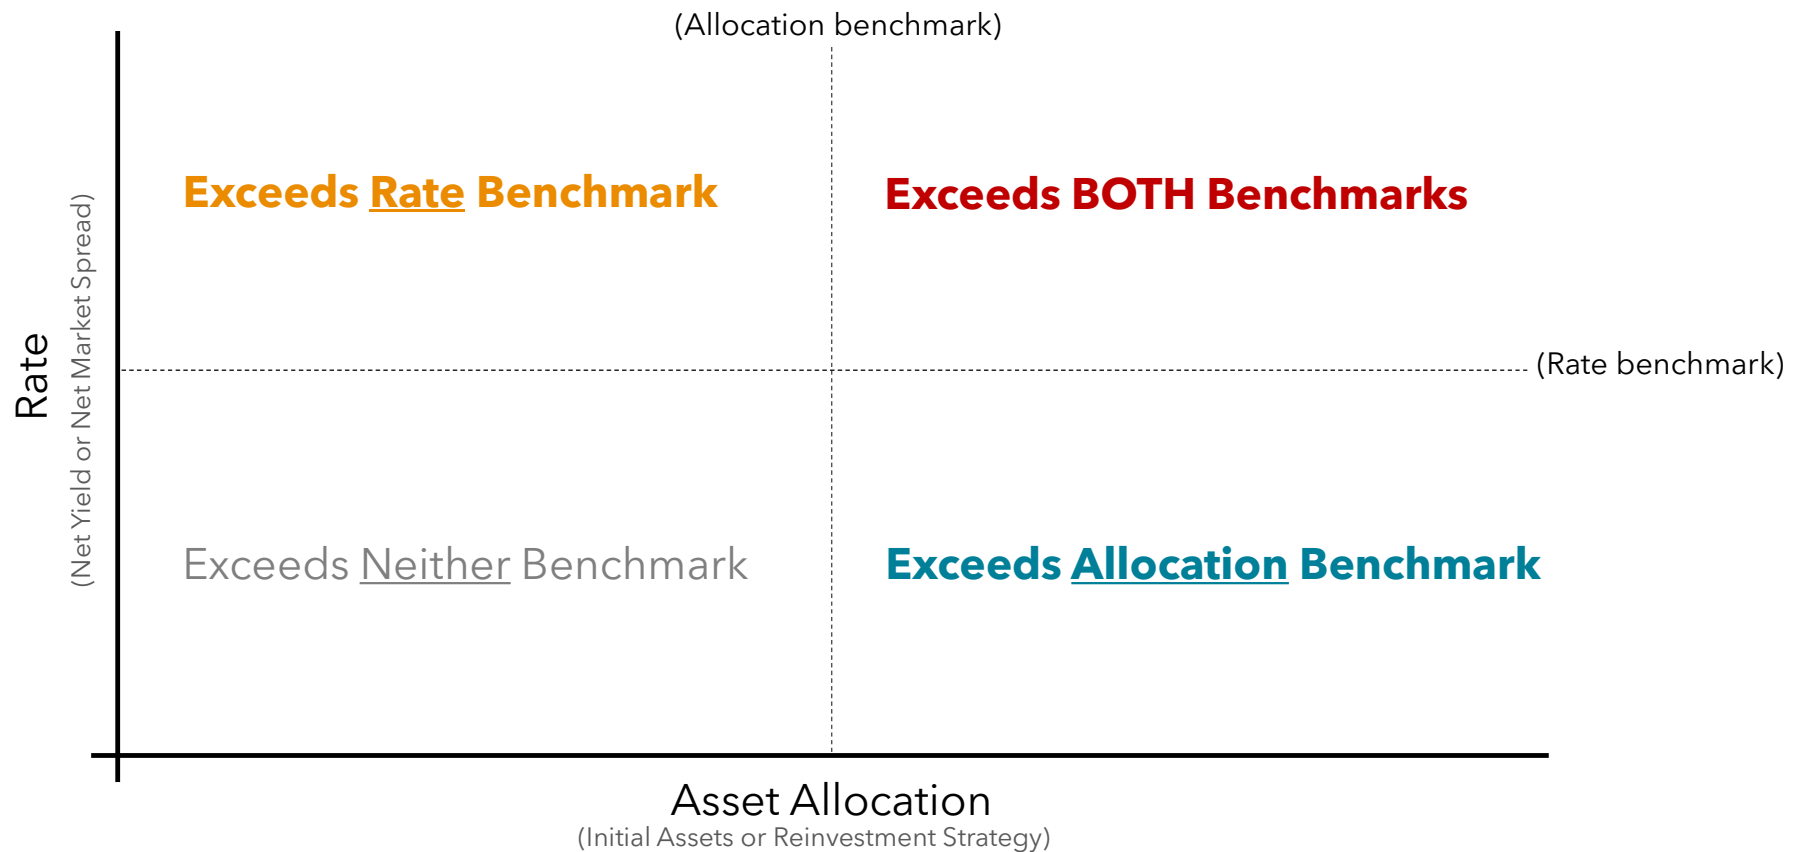 (Allocation benchmark)
Exceeds Rate Benchmark
Exceeds BOTH Benchmarks
Rate
(Net Yield or Net Market Spread)
(Rate benchmark)
Exceeds Neither Benchmark
Exceeds Allocation Benchmark
Asset Allocation
(Initial Assets or Reinvestment Strategy)